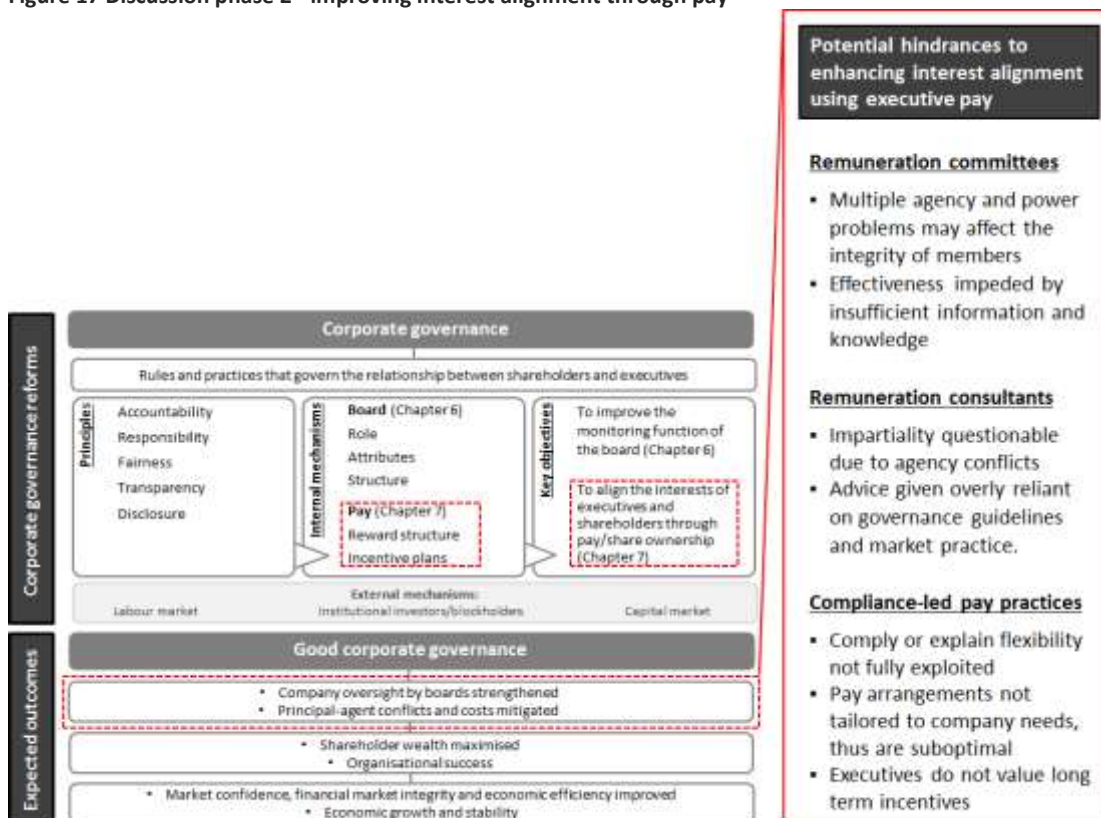 Figure 17 Discussion phase 2 - improving interest alignment through pay
Corporate governance reforms
Corporate governance
Rules and practices that govern the relationship between shareholders and executives
Principles
Accountability
Responsibility
Fairness
Transparency
Disclosure
Internal mechanisms
Board (Chapter 6)
Role
Attributes
Structure
Pay (Chapter 7)
Reward structure
Incentive plans
Key objectives
To improve the
monitoring function of
the board (Chapter 6)
To align the interests of
executives and
shareholders through
pay/share ownership
(Chapter 7)
External mechanisms:
Labour market
Institutional investors/blockholders
Capital market
Expected outcomes
Good corporate governance
• Company oversight by boards strengthened
• Principal-agent conflicts and costs mitigated
• Shareholder wealth maximised
• Organisational success
• Market confidence, financial market integrity and economic efficiency improved
• Economic growth and stability
Potential hindrances to
enhancing interest alignment
using executive pay
Remuneration committees
▪ Multiple agency and power
problems may affect the
integrity of members
▪ Effectiveness impeded by
insufficient information and
knowledge
Remuneration consultants
▪ Impartiality questionable
due to agency conflicts
▪ Advice given overly reliant
on governance guidelines
and market practice.
Compliance-led pay practices
▪ Comply or explain flexibility
not fully exploited
▪ Pay arrangements not
tailored to company needs,
thus are suboptimal
▪ Executives do not value long
term incentives